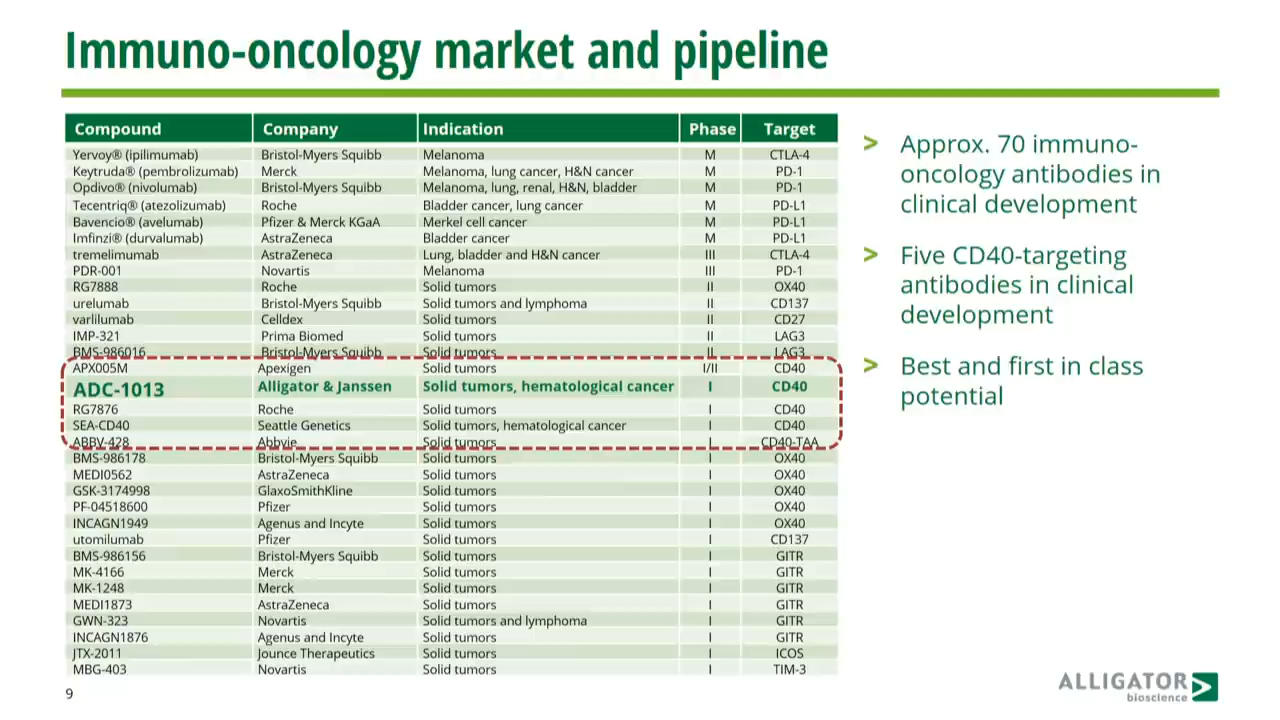 Immuno-oncology market and pipeline
Compound Company Indication Phase Target
Yervoy® (ipilimumab) Bristol-Myers Squibb Melanoma M CTLA-4
Keytruda® (pembrolizumab) Merck Melanoma, lung cancer, H&N cancer M PD-1
Opdivo® (nivolumab) Bristol-Myers Squibb Melanoma, lung, renal, H&N, bladder M PD-1
Tecentriq® (atezolizumab) Roche Bladder cancer, lung cancer M PD-L1
Bavencio® (avelumab) Pfizer & Merck KGaA Merkel cell cancer M PD-L1
Imfinzi® (durvalumab) AstraZeneca Bladder cancer M PD-L1
tremelimumab AstraZeneca Lung, bladder and H&N cancer III CTLA-4
PDR-001 Novartis Melanoma III PD-1
RG7888 Roche Solid tumors II OX40
urelumab Bristol-Myers Squibb Solid tumors and lymphoma II CD137
varlilumab Celldex Solid tumors II CD27
IMP-321 Prima Biomed Solid tumors II LAG3
BMS-986016 Bristol-Myers Squibb Solid tumors II LAG3
APX005M Apexigen Solid tumors I/II CD40
ADC-1013 Alligator & Janssen Solid tumors, hematological cancer I CD40
RG7876 Roche Solid tumors I CD40
SEA-CD40 Seattle Genetics Solid tumors, hematological cancer I CD40
ABBV-428 Abbvie Solid tumors I CD40-TAA
BMS-986178 Bristol-Myers Squibb Solid tumors I OX40
MEDI0562 AstraZeneca Solid tumors I OX40
GSK-3174998 GlaxoSmithKline Solid tumors I OX40
PF-04518600 Pfizer Solid tumors I OX40
INCAGN1949 Agenus and Incyte Solid tumors I OX40
utomilumab Pfizer Solid tumors I CD137
BMS-986156 Bristol-Myers Squibb Solid tumors I GITR
MK-4166 Merck Solid tumors I GITR
MK-1248 Merck Solid tumors I GITR
MEDI1873 AstraZeneca Solid tumors I GITR
GWN-323 Novartis Solid tumors and lymphoma I GITR
INCAGN1876 Agenus and Incyte Solid tumors I GITR
JTX-2011 Jounce Therapeutics Solid tumors I ICOS
MBG-403 Novartis Solid tumors I TIM-3
> Approx. 70 immuno-
oncology antibodies in
clinical development
> Five CD40-targeting
antibodies in clinical
development
> Best and first in class
potential
9
ALLIGATOR
bioscience